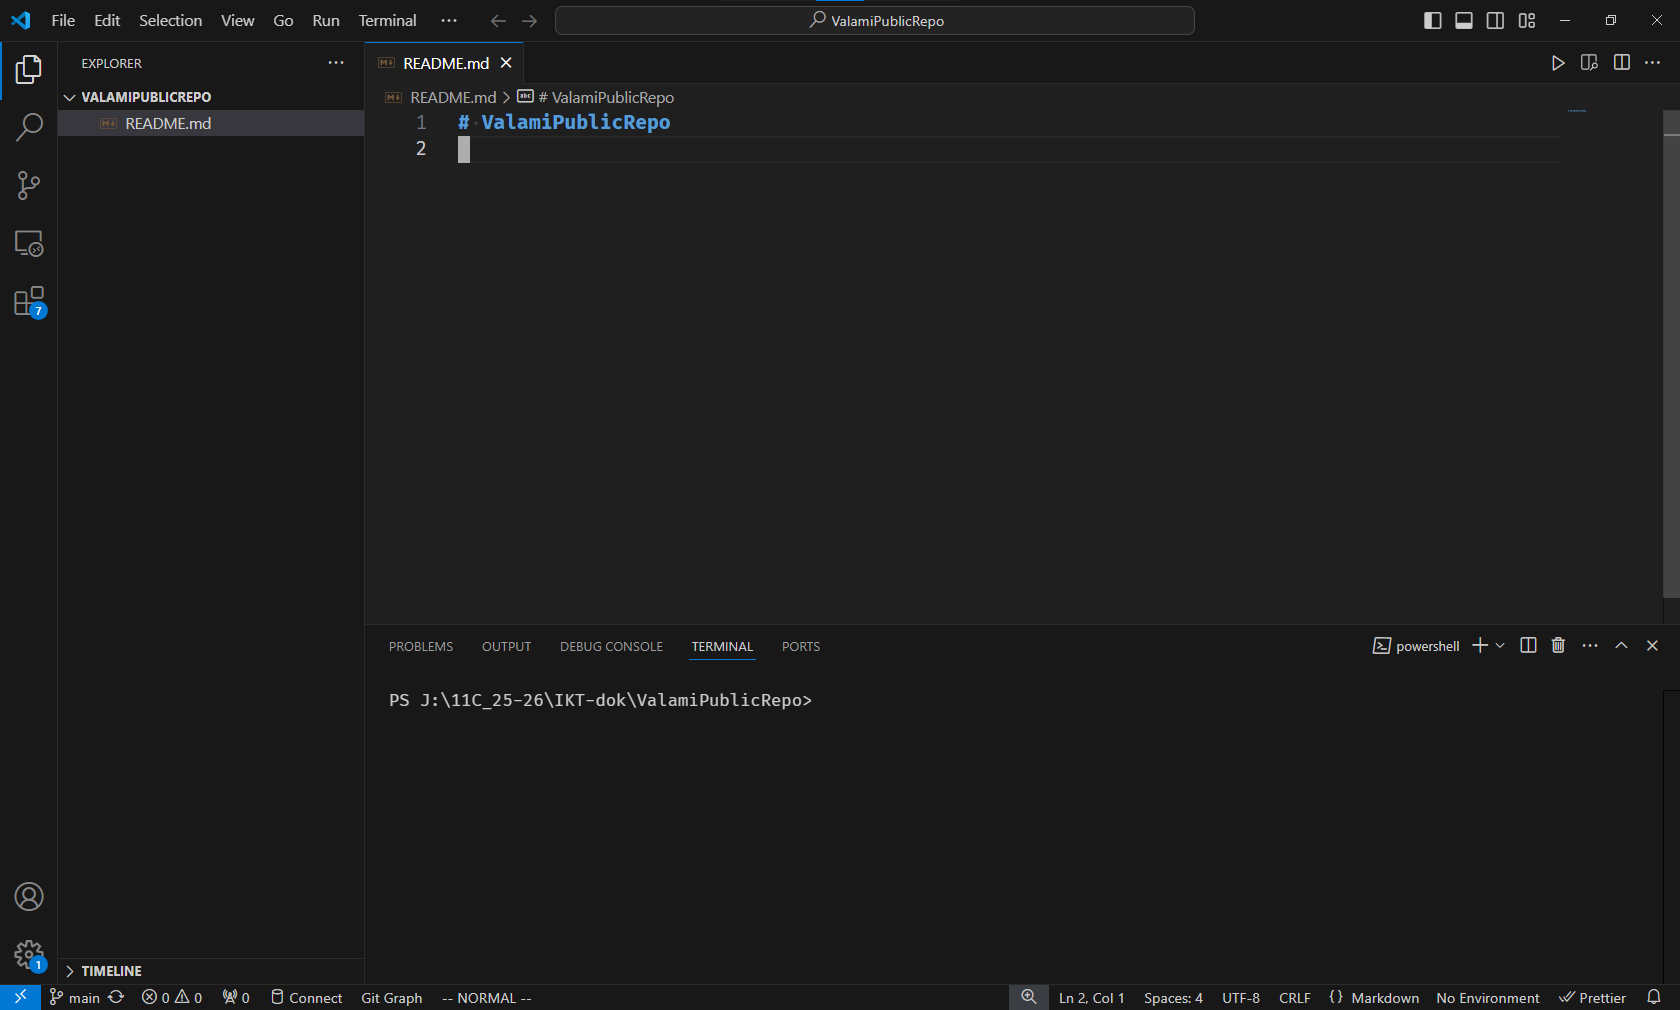 File Edit Selection View Go Run Terminal ··· ValamiPublicRepo
EXPLORER ···
VALAMIPUBLICREPO
README.md
README.md
README.md > # ValamiPublicRepo
1 # ValamiPublicRepo
2
7
PROBLEMS OUTPUT DEBUG CONSOLE TERMINAL PORTS powershell
PS J:\11C_25-26\IKT-dok\ValamiPublicRepo>
1
TIMELINE
main 0 0 0 Connect Git Graph -- NORMAL -- Ln 2, Col 1 Spaces: 4 UTF-8 CRLF {} Markdown No Environment Prettier